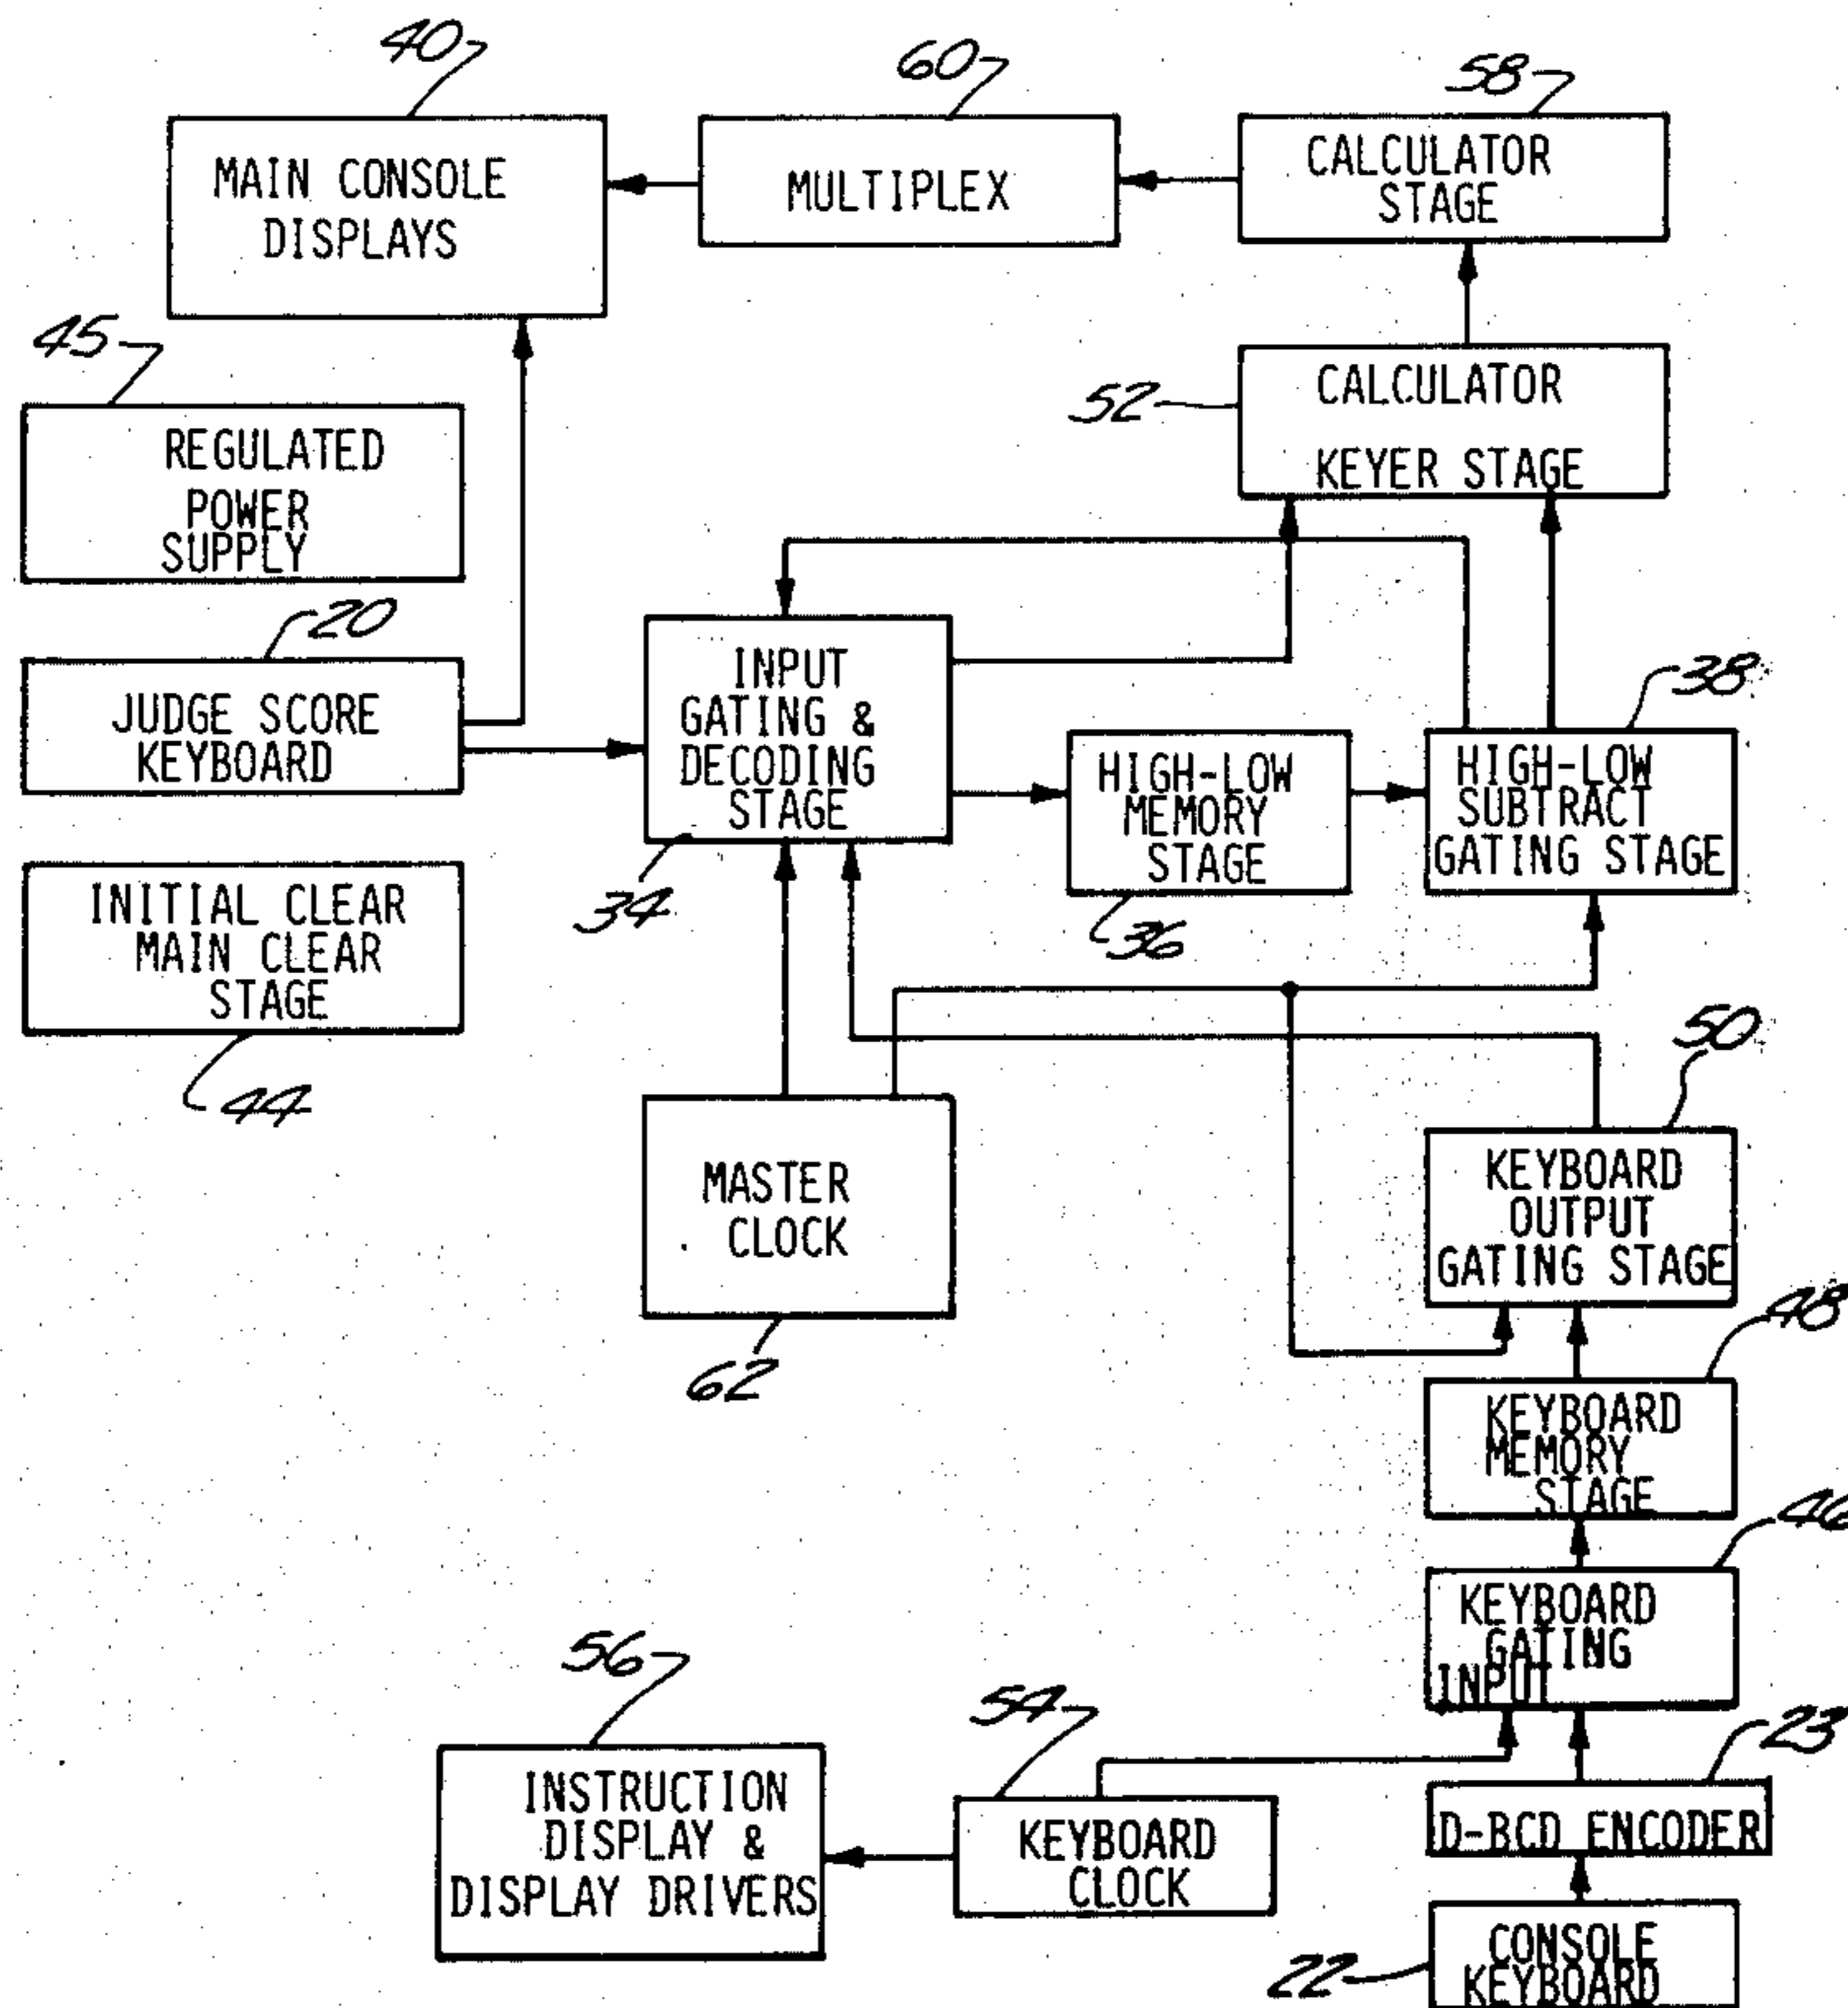 40
60
58
MAIN CONSOLE
DISPLAYS
MULTIPLEX
CALCULATOR
STAGE
45
REGULATED
POWER
SUPPLY
52
CALCULATOR
KEYER STAGE
20
JUDGE SCORE
KEYBOARD
INPUT
GATING &
DECODING
STAGE
34
HIGH-LOW
MEMORY
STAGE
36
38
HIGH-LOW
SUBTRACT
GATING STAGE
INITIAL CLEAR
MAIN CLEAR
STAGE
44
MASTER
CLOCK
62
50
KEYBOARD
OUTPUT
GATING STAGE
48
KEYBOARD
MEMORY
STAGE
46
KEYBOARD
GATING
INPUT
56
INSTRUCTION
DISPLAY &
DISPLAY DRIVERS
54
KEYBOARD
CLOCK
23
D-BCD ENCODER
22
CONSOLE
KEYBOARD